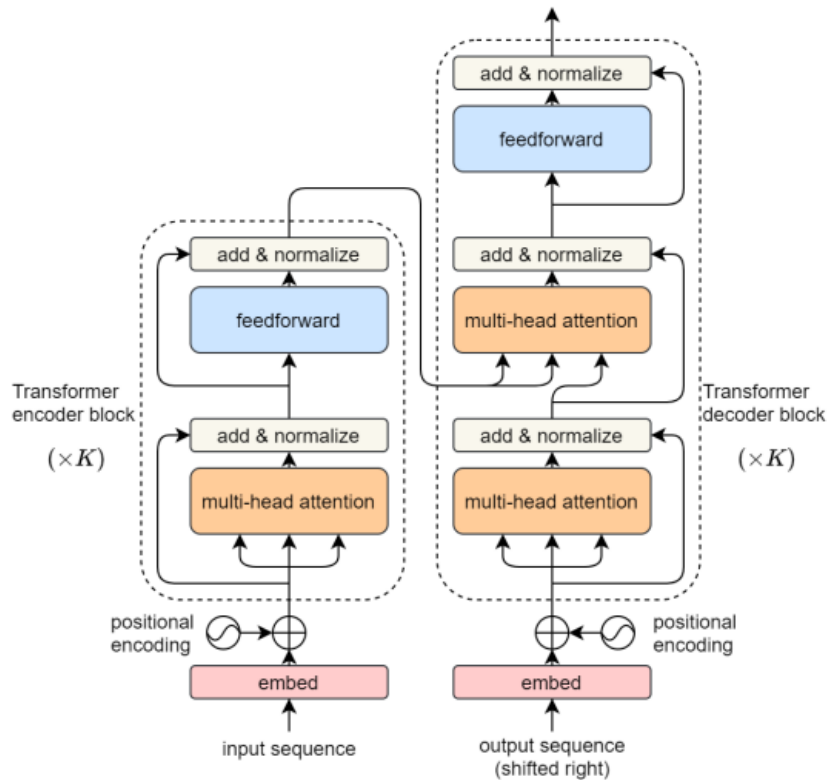 add & normalize
feedforward
add & normalize
multi-head attention
add & normalize
multi-head attention
Transformer
decoder block
(×K)
positional
encoding
embed
output sequence
(shifted right)
add & normalize
feedforward
Transformer
encoder block
(×K)
add & normalize
multi-head attention
positional
encoding
embed
input sequence